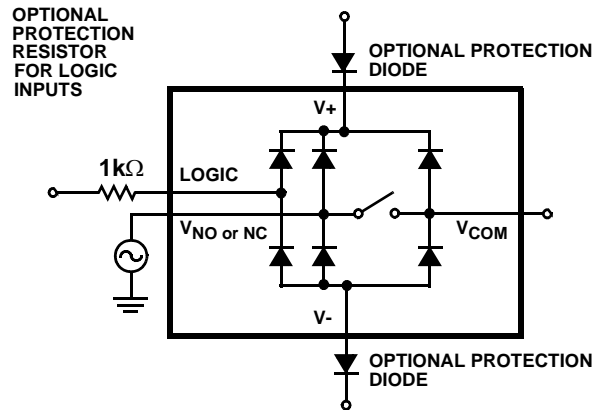 OPTIONAL
PROTECTION
RESISTOR
FOR LOGIC
INPUTS
OPTIONAL PROTECTION
DIODE
V+
1kΩ
LOGIC
VNO or NC
VCOM
V-
OPTIONAL PROTECTION
DIODE